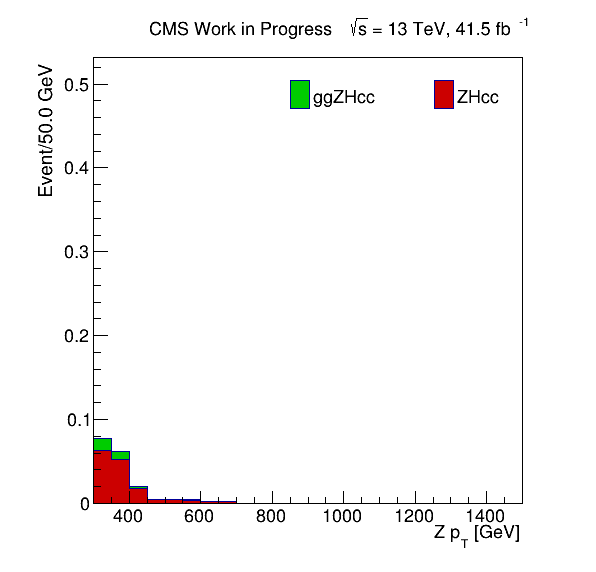 CMS Work in Progress √s = 13 TeV, 41.5 fb⁻¹
Event/50.0 GeV
ggZHcc ZHcc
0.5
0.4
0.3
0.2
0.1
0
400 600 800 1000 1200 1400
Z p_T [GeV]